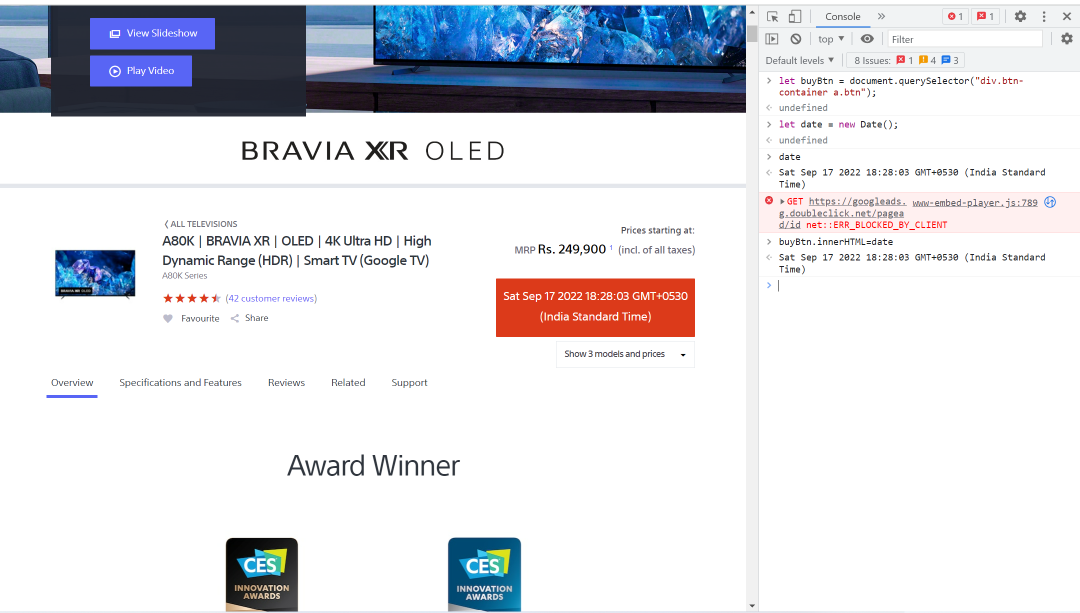 View Slideshow
Play Video
BRAVIA XR OLED
ALL TELEVISIONS
A80K | BRAVIA XR | OLED | 4K Ultra HD | High
Dynamic Range (HDR) | Smart TV (Google TV)
A80K Series
(42 customer reviews)
Favourite Share
Prices starting at:
MRP Rs. 249,900 1 (incl. of all taxes)
Sat Sep 17 2022 18:28:03 GMT+0530
(India Standard Time)
Show 3 models and prices
Overview Specifications and Features Reviews Related Support
Award Winner
CES
INNOVATION
AWARDS
CES
INNOVATION
AWARDS
Console » 1 1
top Filter
Default levels 8 Issues: 1 4 3
let buyBtn = document.querySelector("div.btn-
container a.btn");
undefined
let date = new Date();
undefined
date
Sat Sep 17 2022 18:28:03 GMT+0530 (India Standard
Time)
GET https://googleads. www-embed-player.js:789
g.doubleclick.net/pagea
d/id net::ERR_BLOCKED_BY_CLIENT
buyBtn.innerHTML=date
Sat Sep 17 2022 18:28:03 GMT+0530 (India Standard
Time)